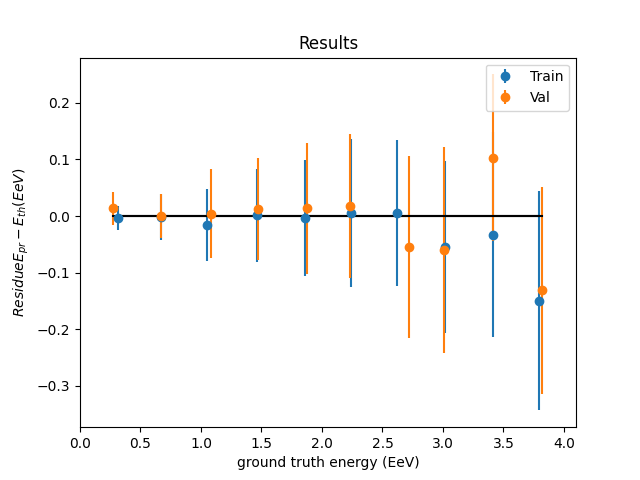 Results
Train
Val
0.2
0.1
0.0
−0.1
−0.2
−0.3
ResidueE_{pr} − E_{th}(EeV)
0.0 0.5 1.0 1.5 2.0 2.5 3.0 3.5 4.0
ground truth energy (EeV)